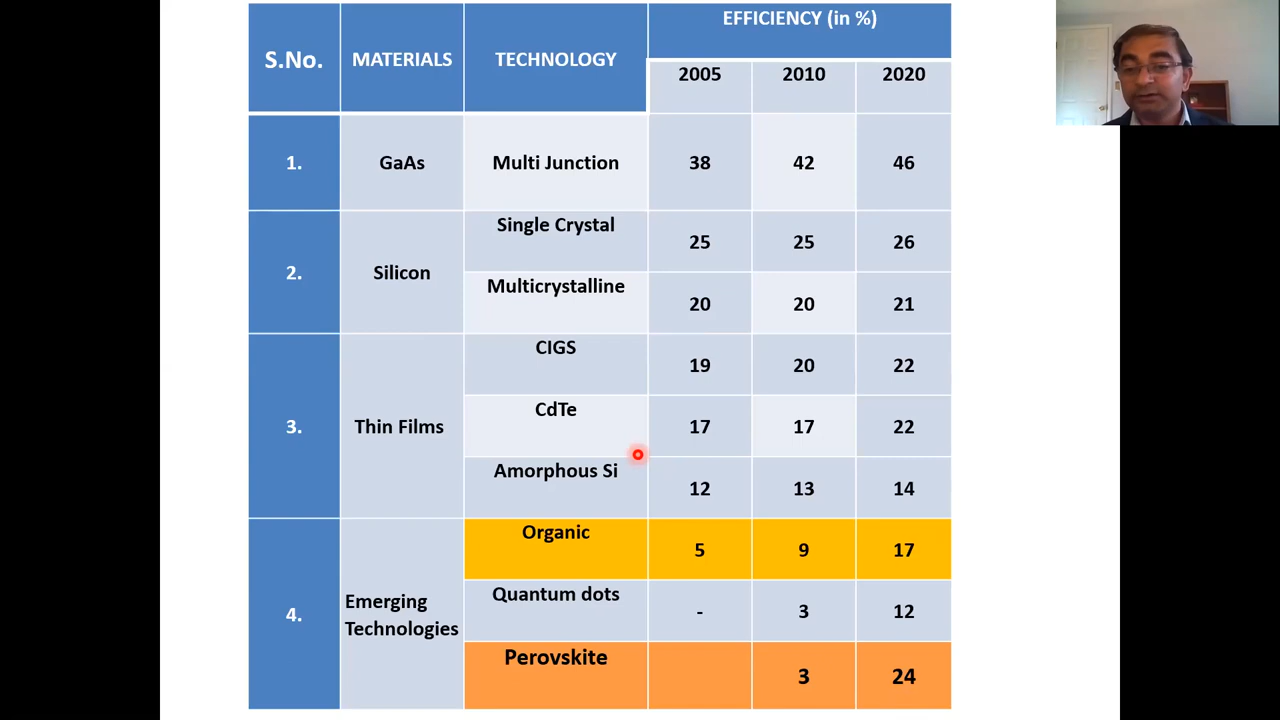 S.No. MATERIALS TECHNOLOGY EFFICIENCY (in %)
2005 2010 2020
1. GaAs Multi Junction 38 42 46
2. Silicon Single Crystal 25 25 26
Multicrystalline 20 20 21
3. Thin Films CIGS 19 20 22
CdTe 17 17 22
Amorphous Si 12 13 14
4. Emerging Technologies Organic 5 9 17
Quantum dots - 3 12
Perovskite 3 24